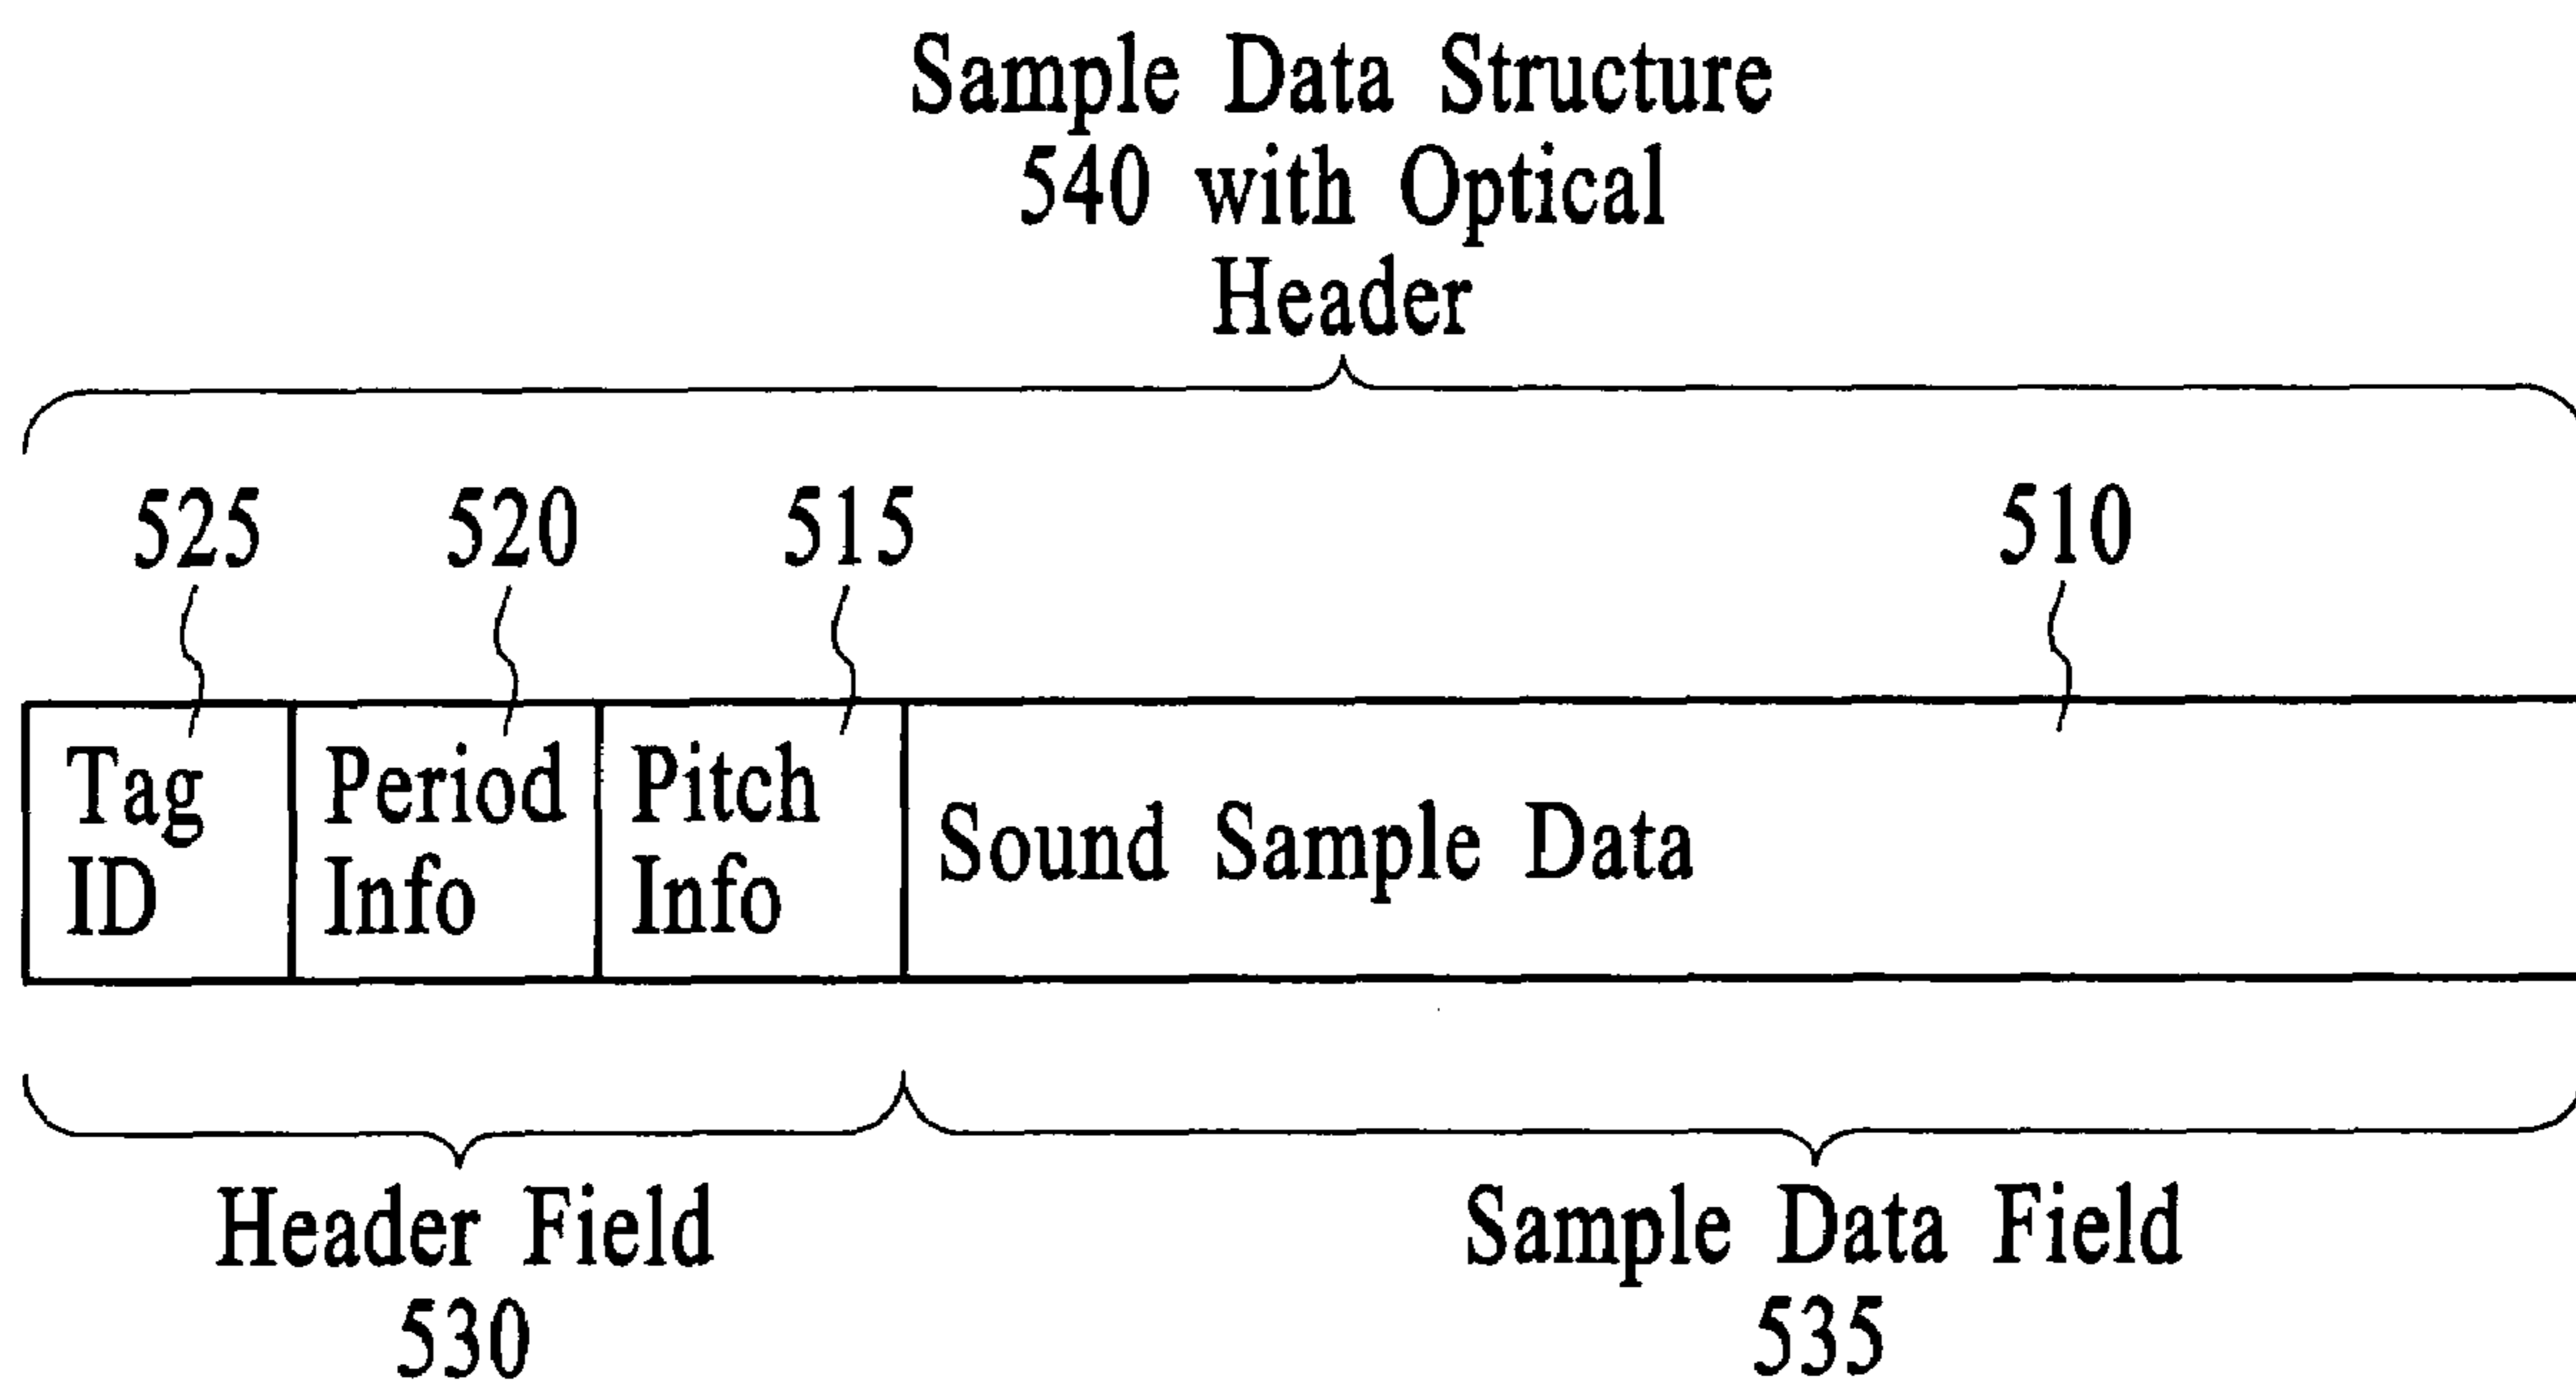 Sample Data Structure
540 with Optical
Header
525 520 515 510
Tag ID
Period Info
Pitch Info
Sound Sample Data
Header Field
530
Sample Data Field
535